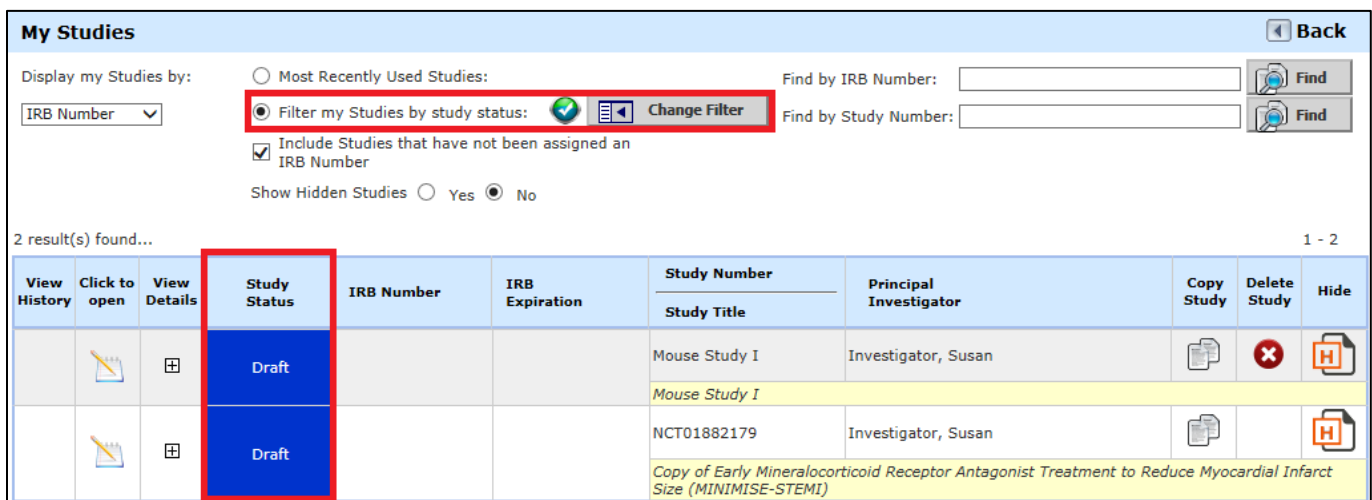 My Studies
Back
Display my Studies by:
Most Recently Used Studies:
Find by IRB Number:
Find
IRB Number
Filter my Studies by study status:
Change Filter
Find by Study Number:
Find
Include Studies that have not been assigned an
IRB Number
Show Hidden Studies Yes No
2 result(s) found...
1 - 2
View
History
Click to
open
View
Details
Study
Status
IRB Number
IRB
Expiration
Study Number
Study Title
Principal
Investigator
Copy
Study
Delete
Study
Hide
Draft
Mouse Study I
Investigator, Susan
H
Mouse Study I
Draft
NCT01882179
Investigator, Susan
H
Copy of Early Mineralocorticoid Receptor Antagonist Treatment to Reduce Myocardial Infarct
Size (MINIMISE-STEMI)